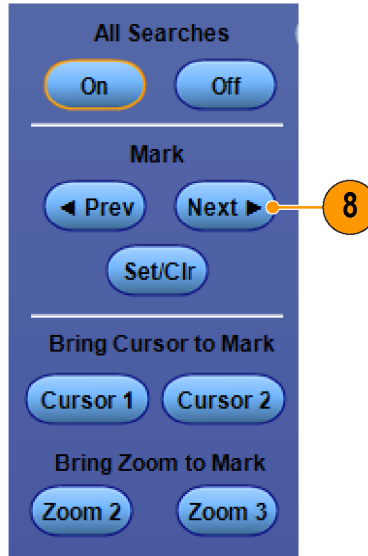 All Searches
On Off
Mark
◄ Prev Next ►
8
Set/Clr
Bring Cursor to Mark
Cursor 1 Cursor 2
Bring Zoom to Mark
Zoom 2 Zoom 3